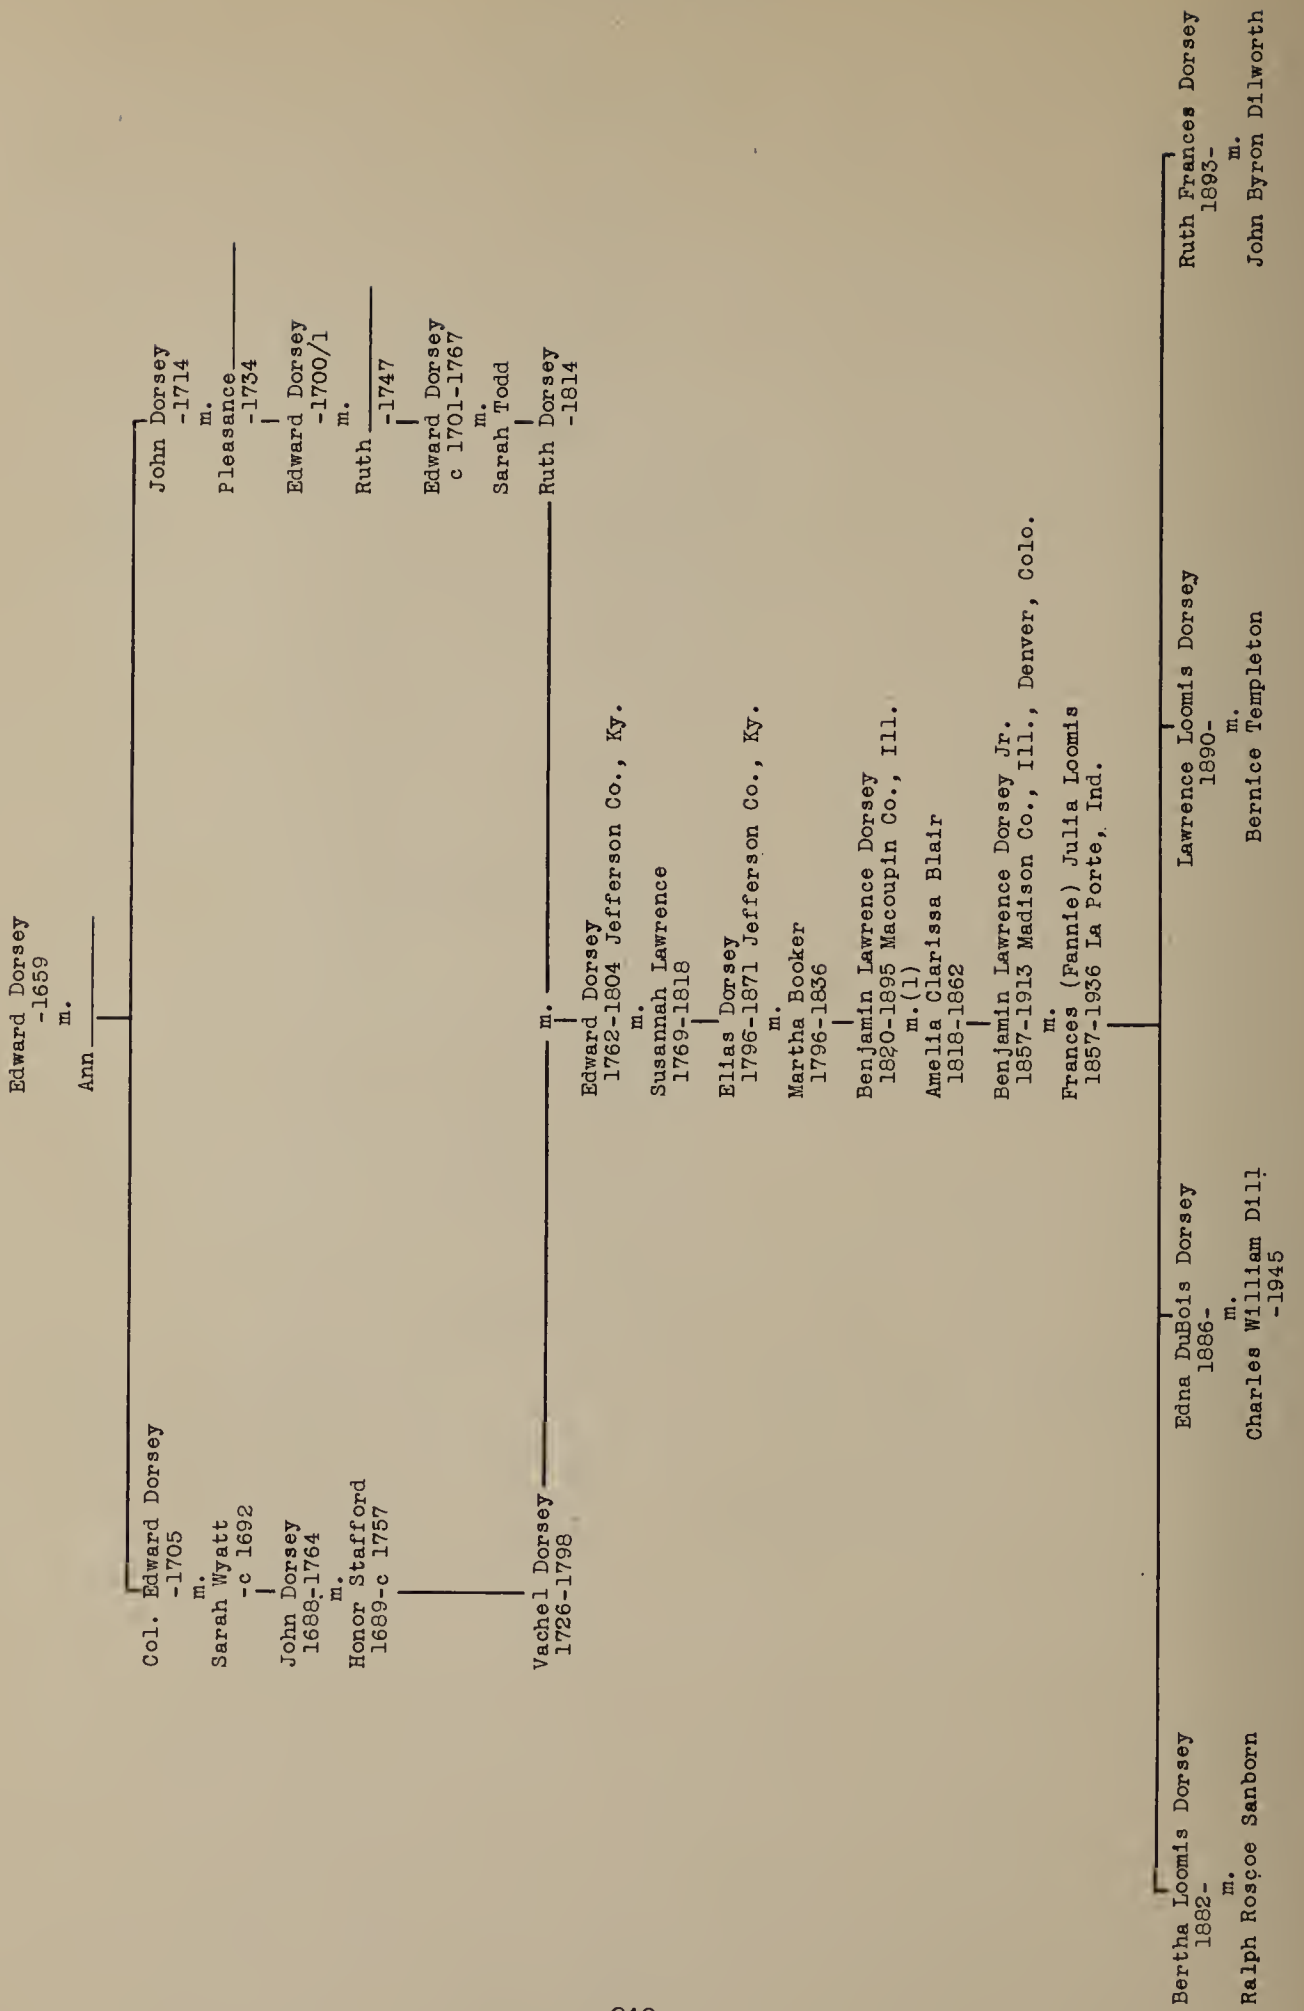 Edward Dorsey
-1659
m.
Ann
Col. Edward Dorsey
-1705
m.
Sarah Wyatt
-c 1692
John Dorsey
1688-1764
m.
Honor Stafford
1689-c 1757
Vachel Dorsey
1726-1798
John Dorsey
-1714
m.
Pleasance
-1734
Edward Dorsey
-1700/1
m.
Ruth
-1747
Edward Dorsey
c 1701-1767
m.
Sarah Todd
Ruth Dorsey
-1814
m.
Edward Dorsey
1762-1804 Jefferson Co., Ky.
m.
Susannah Lawrence
1769-1818
Elias Dorsey
1796-1871 Jefferson Co., Ky.
m.
Martha Booker
1796-1836
Benjamin Lawrence Dorsey
1820-1895 Macoupin Co., Ill.
m.(1)
Amelia Clarissa Blair
1818-1862
Benjamin Lawrence Dorsey Jr.
1857-1913 Madison Co., Ill., Denver, Colo.
m.
Frances (Fannie) Julia Loomis
1857-1936 La Porte, Ind.
Bertha Loomis Dorsey
1882-
m.
Ralph Roscoe Sanborn
Edna DuBois Dorsey
1886-
m.
Charles William Dill
-1945
Lawrence Loomis Dorsey
1890-
m.
Bernice Templeton
Ruth Frances Dorsey
1893-
m.
John Byron Dilworth